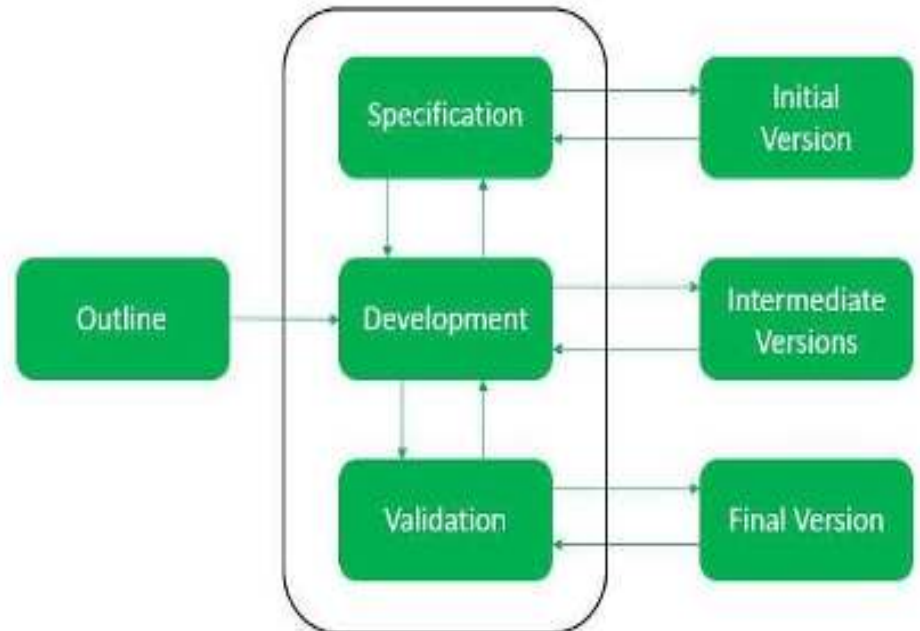 Specification
Initial
Version
Outline
Development
Intermediate
Versions
Validation
Final Version